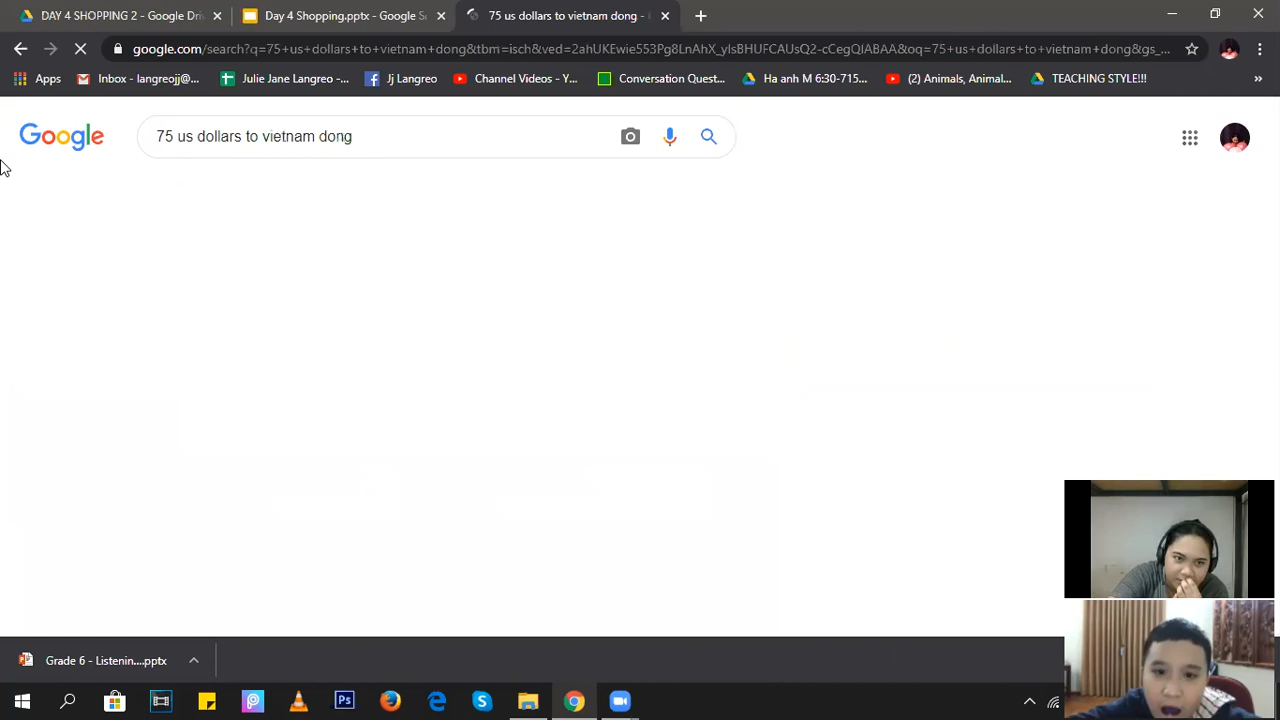 DAY 4 SHOPPING 2 - Google Dri
Day 4 Shopping.pptx - Google S
75 us dollars to vietnam dong -
google.com/search?q=75+us+dollars+to+vietnam+dong&tbm=isch&ved=2ahUKEwie553Pg8LnAhX_yIsBHUFCAUsQ2-cCegQIABAA&oq=75+us+dollars+to+vietnam+dong&gs_...
Apps
Inbox - langreojj@...
Julie Jane Langreo -...
Jj Langreo
Channel Videos - Y...
Conversation Quest...
Ha anh M 6:30-715...
(2) Animals, Animal...
TEACHING STYLE!!!
Google
75 us dollars to vietnam dong
Grade 6 - Listenin....pptx
Ps